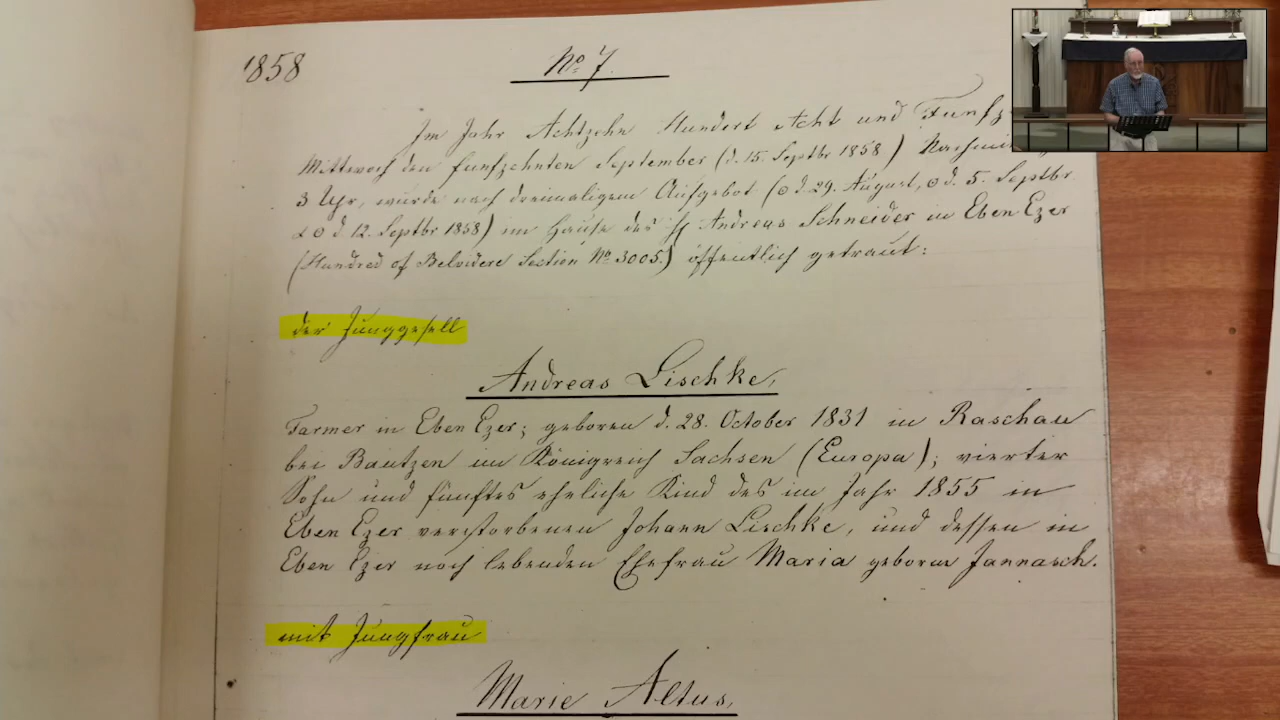 1858
No 7.
Im Jahr Achtzehn Hundert Acht und Funfz
Mittwoch den funfzehnten September (d. 15. Septbr 1858) Nachmi
3 Uhr, wurde nach dreimaligem Aufgebot (⊙ d. 29. August, ⊙ d. 5. Septbr
& ⊙ d. 12. Septbr 1858) im Hause des H Andreas Schneider in Eben Ezer
(Hundred of Belvidere Section No 3005.) öffentlich getraut:
der Junggesell
Andreas Lischke,
Farmer in Eben Ezer; geboren d. 28. October 1831 in Raschau
bei Bautzen im Königreich Sachsen (Europa); vierter
Sohn und fünftes eheliche Kind des im Jahr 1855 in
Eben Ezer verstorbenen Johann Lischke, und dessen in
Eben Ezer noch lebenden Ehefrau Maria geborne Jannasch.
mit Jungfrau
Marie Altus,